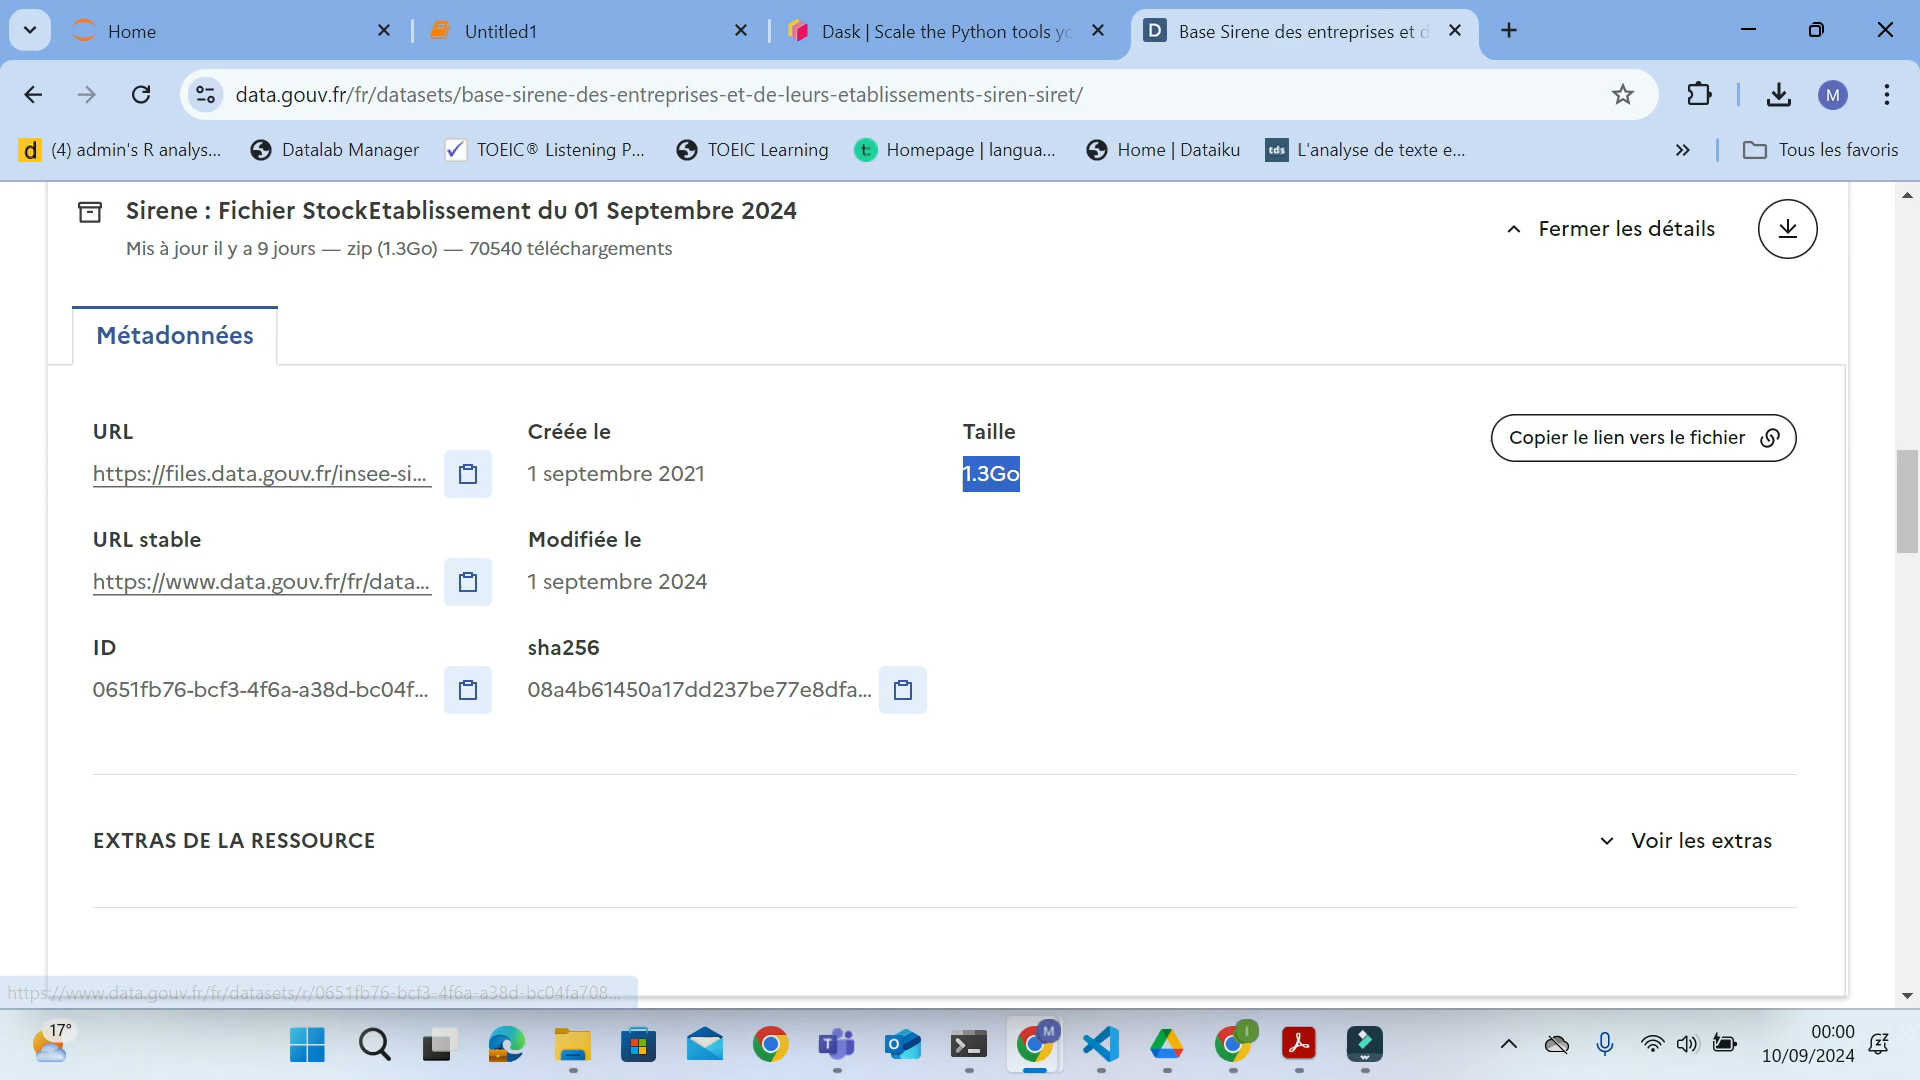 Home
Untitled1
Dask | Scale the Python tools yo
D
Base Sirene des entreprises et d
data.gouv.fr/fr/datasets/base-sirene-des-entreprises-et-de-leurs-etablissements-siren-siret/
M
d (4) admin's R analys...
Datalab Manager
TOEIC® Listening P...
TOEIC Learning
t: Homepage | langua...
Home | Dataiku
tds L'analyse de texte e...
Tous les favoris
Sirene : Fichier StockEtablissement du 01 Septembre 2024
Mis à jour il y a 9 jours — zip (1.3Go) — 70540 téléchargements
Fermer les détails
Métadonnées
URL
https://files.data.gouv.fr/insee-si...
Créée le
1 septembre 2021
Taille
1.3Go
Copier le lien vers le fichier
URL stable
https://www.data.gouv.fr/fr/data...
Modifiée le
1 septembre 2024
ID
0651fb76-bcf3-4f6a-a38d-bc04f...
sha256
08a4b61450a17dd237be77e8dfa...
EXTRAS DE LA RESSOURCE
Voir les extras
https://www.data.gouv.fr/fr/datasets/r/0651fb76-bcf3-4f6a-a38d-bc04fa708...
17°
M
I
00:00
10/09/2024